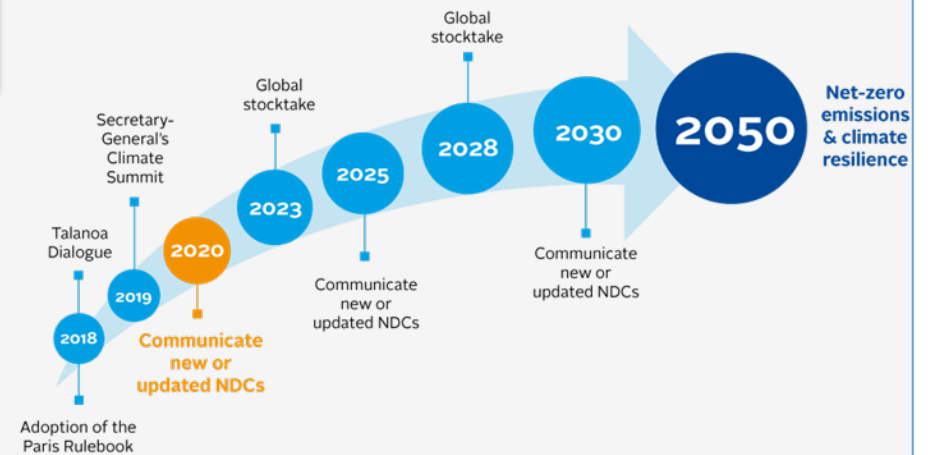 Talanoa
Dialogue
2018
Adoption of the
Paris Rulebook
Secretary-
General's
Climate
Summit
2019
2020
Communicate
new or
updated NDCs
Global
stocktake
2023
2025
Communicate
new or
updated NDCs
Global
stocktake
2028
2030
Communicate
new or
updated NDCs
2050
Net-zero
emissions
& climate
resilience